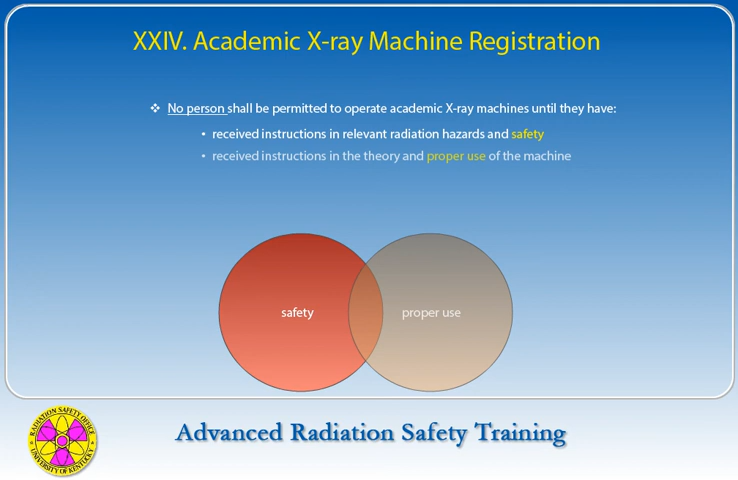 XXIV. Academic X-ray Machine Registration
❖ No person shall be permitted to operate academic X-ray machines until they have:
• received instructions in relevant radiation hazards and safety
• received instructions in the theory and proper use of the machine
safety
proper use
RADIATION SAFETY OFFICE
UNIVERSITY OF KENTUCKY
Advanced Radiation Safety Training